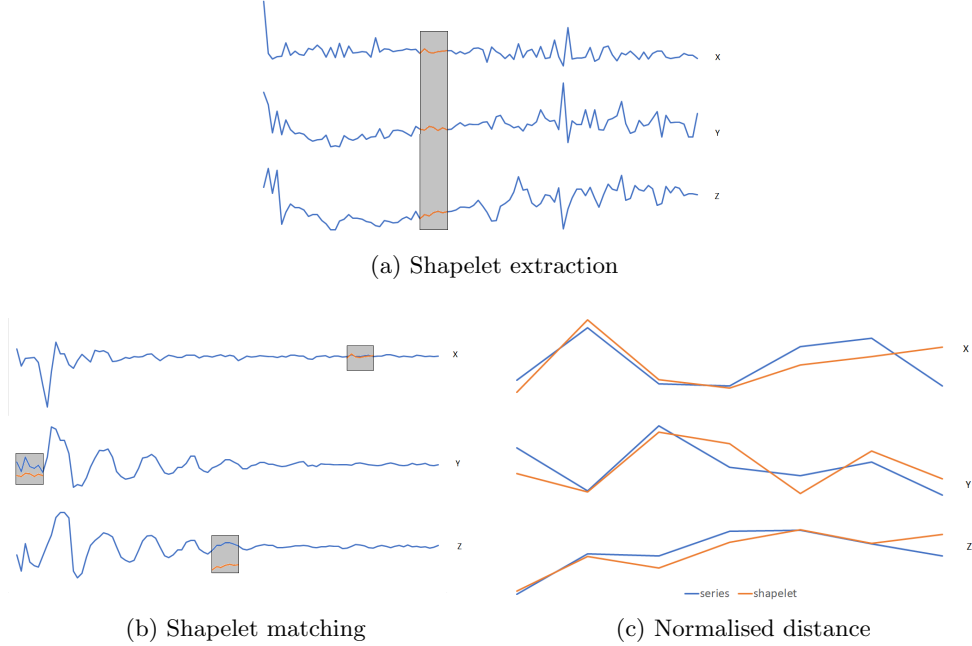 X
Y
Z
(a) Shapelet extraction
X
Y
Z
(b) Shapelet matching
X
Y
Z
series shapelet
(c) Normalised distance